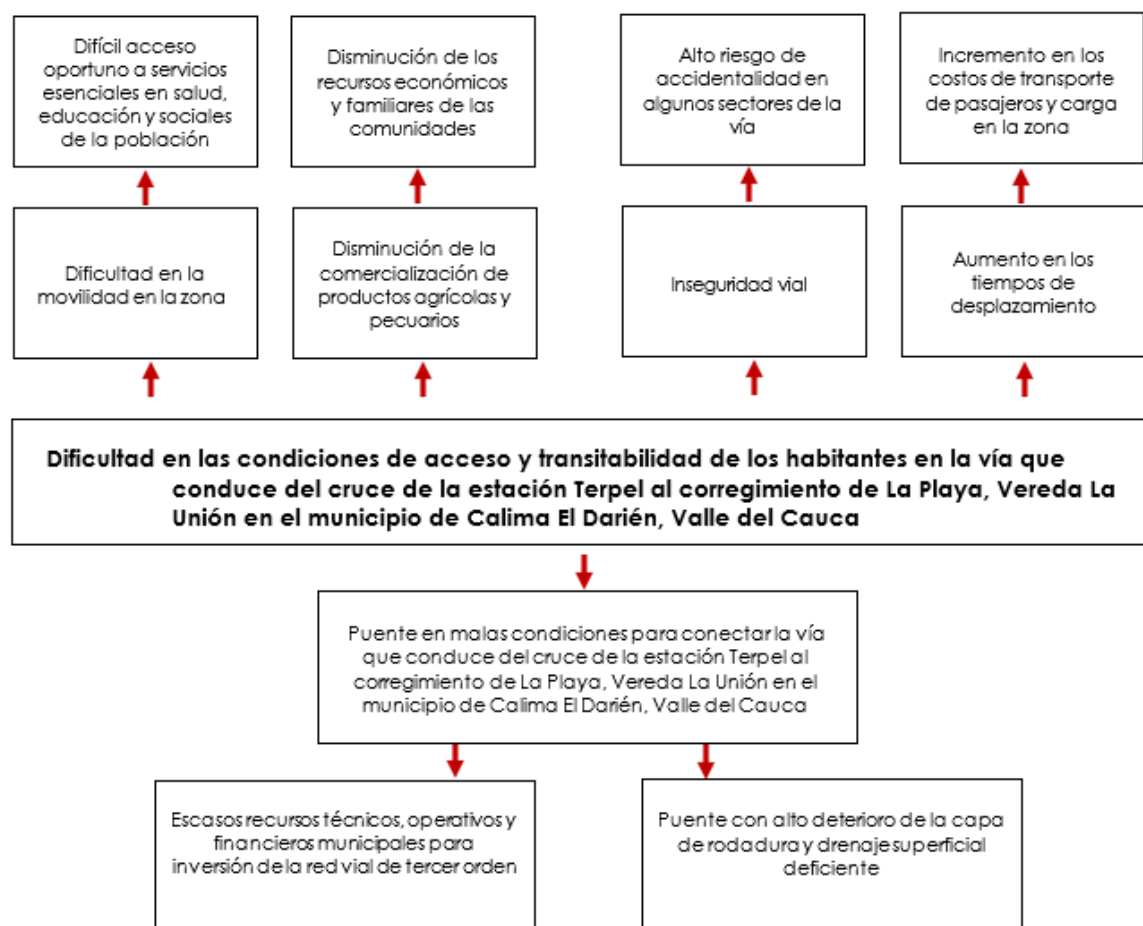 Difícil acceso
oportuno a servicios
esenciales en salud,
educación y sociales
de la población
Disminución de los
recursos económicos
y familiares de las
comunidades
Alto riesgo de
accidentalidad en
algunos sectores de la
vía
Incremento en los
costos de transporte
de pasajeros y carga
en la zona
Dificultad en la
movilidad en la zona
Disminución de la
comercialización de
productos agrícolas y
pecuarios
Inseguridad vial
Aumento en los
tiempos de
desplazamiento
Dificultad en las condiciones de acceso y transitabilidad de los habitantes en la vía que
conduce del cruce de la estación Terpel al corregimiento de La Playa, Vereda La
Unión en el municipio de Calima El Darién, Valle del Cauca
Puente en malas condiciones para conectar la vía
que conduce del cruce de la estación Terpel al
corregimiento de La Playa, Vereda La Unión en el
municipio de Calima El Darién, Valle del Cauca
Escasos recursos técnicos, operativos y
financieros municipales para
inversión de la red vial de tercer orden
Puente con alto deterioro de la capa
de rodadura y drenaje superficial
deficiente